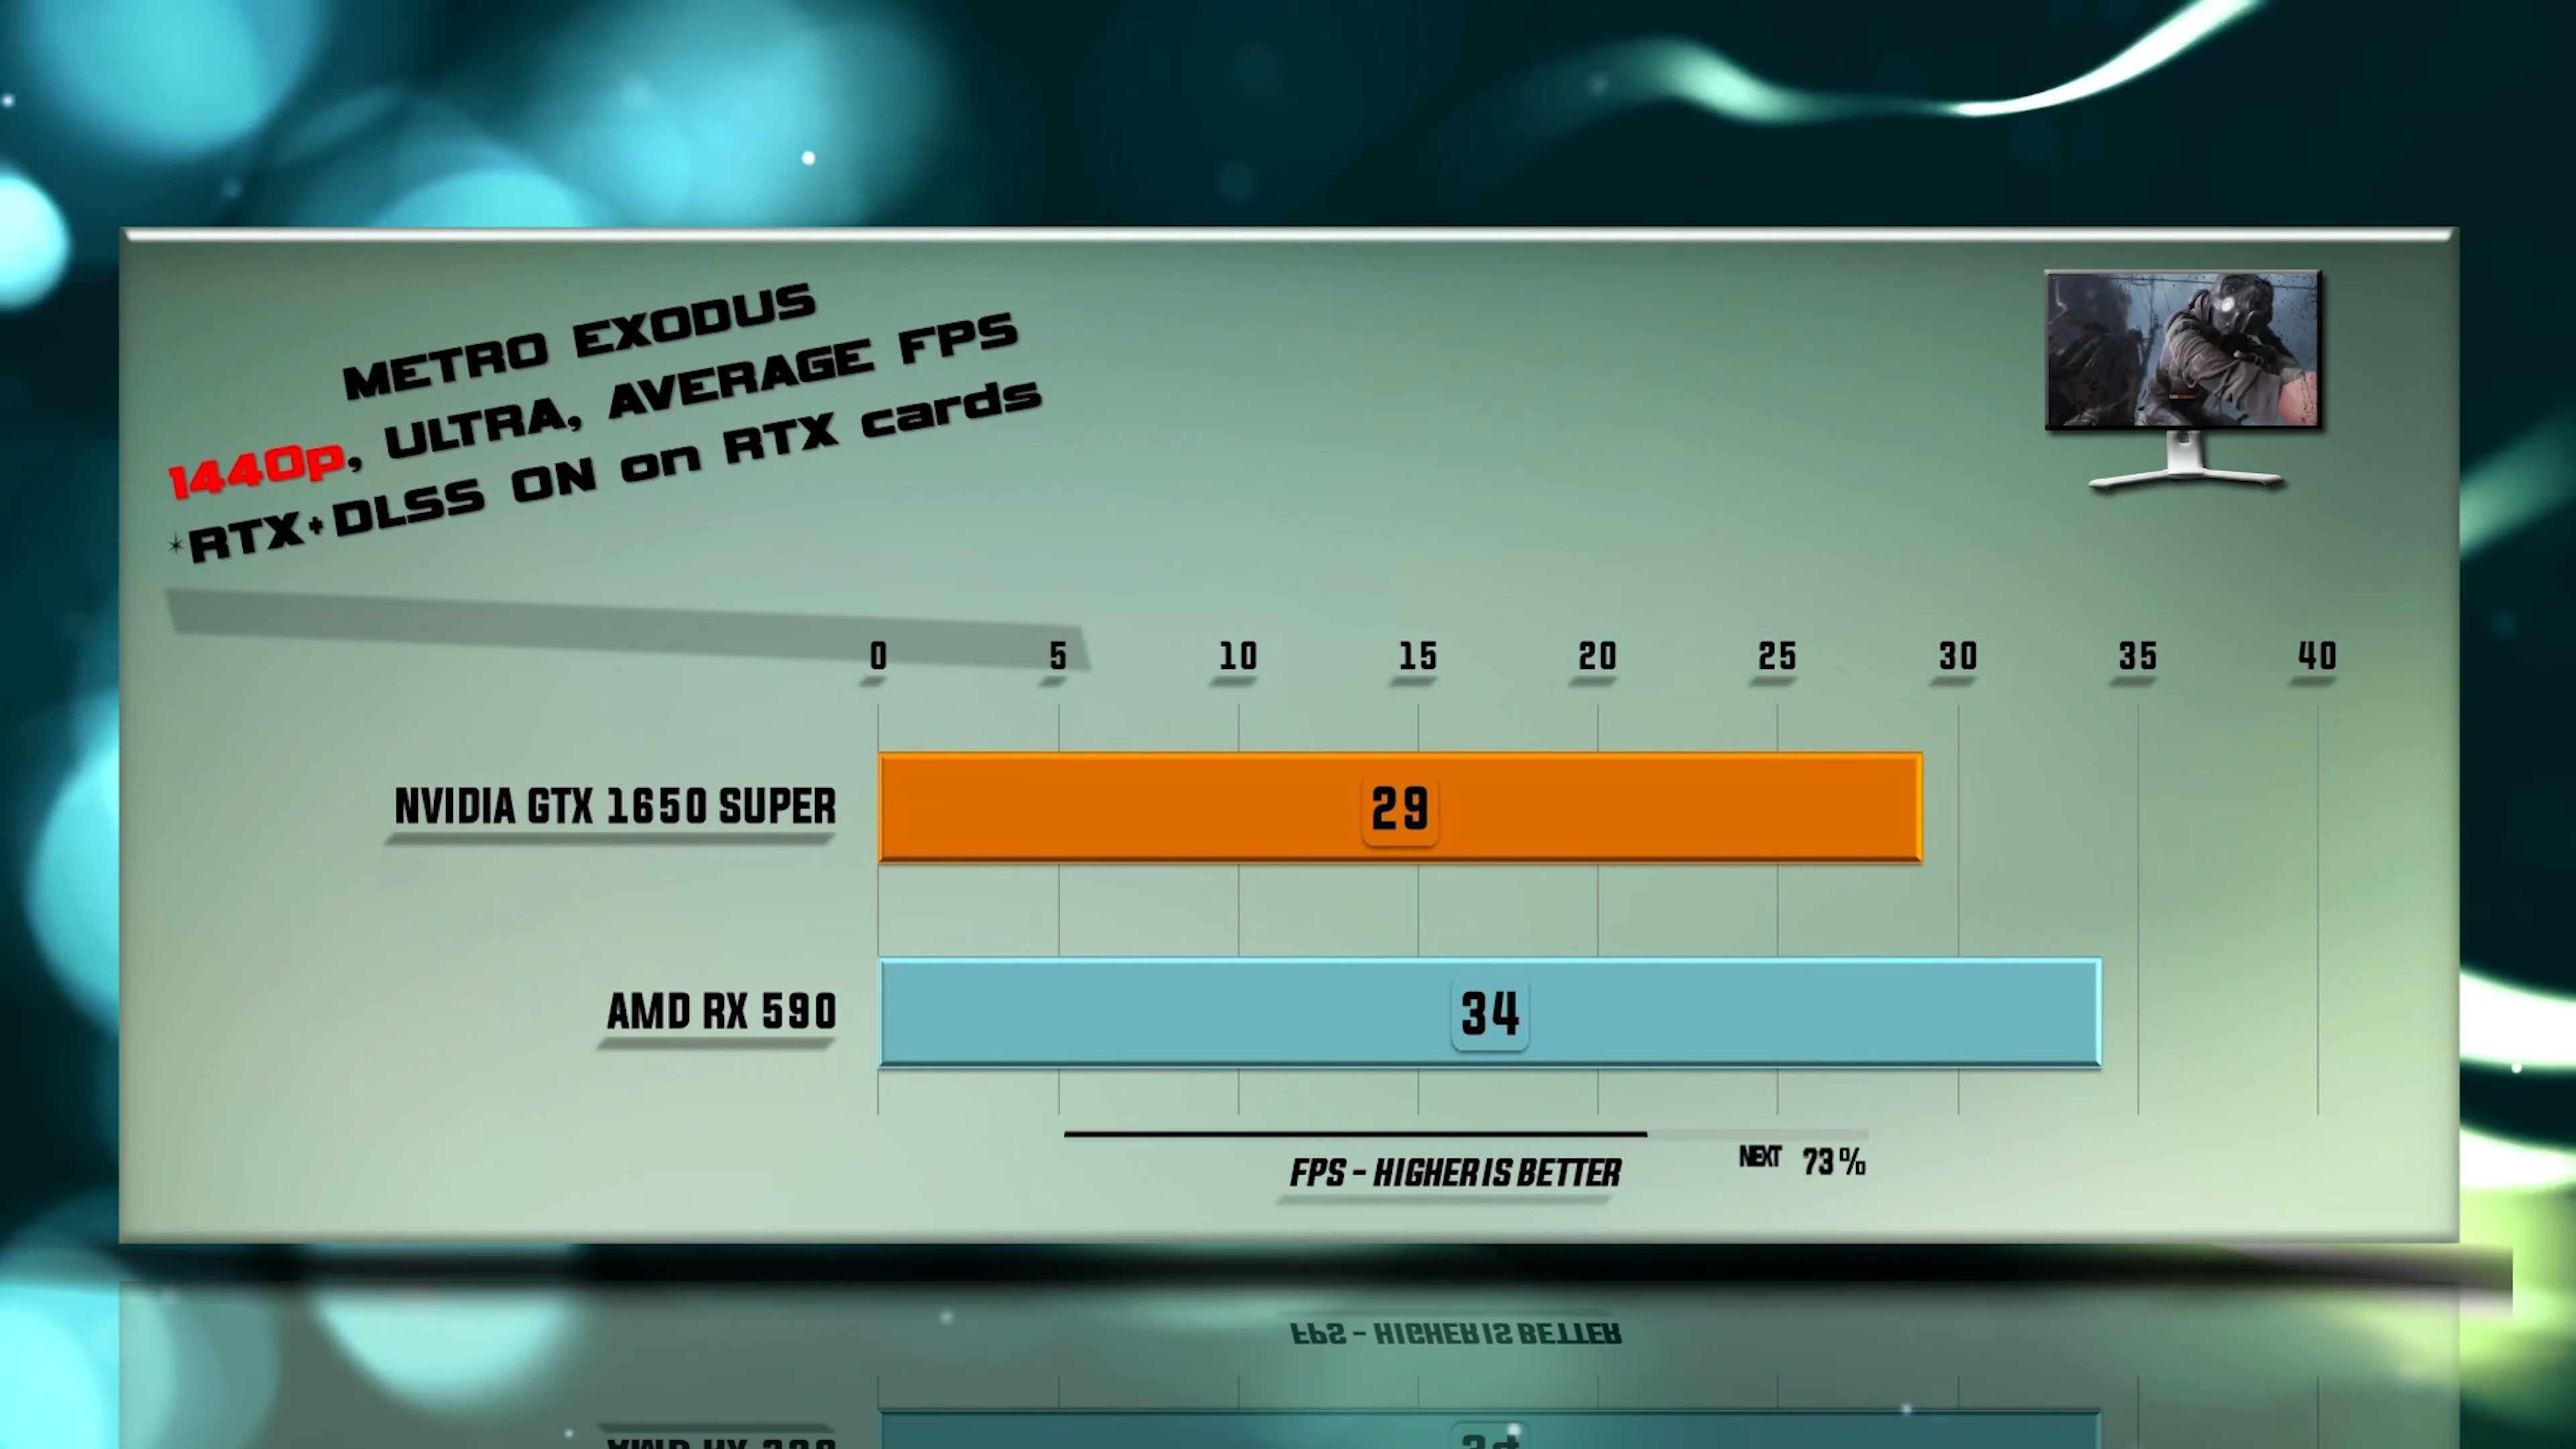 METRO EXODUS
1440p, ULTRA, AVERAGE FPS
*RTX+DLSS ON on RTX cards
0 5 10 15 20 25 30 35 40
NVIDIA GTX 1650 SUPER 29
AMD RX 590 34
FPS - HIGHER IS BETTER
NEXT 73%